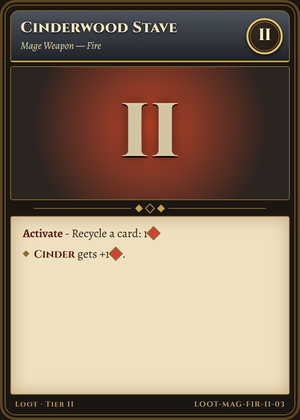 Cinderwood Stave
Mage Weapon — Fire
II
II
Activate - Recycle a card: 1
Cinder gets +1.
Loot · Tier II
LOOT-MAG-FIR-II-03